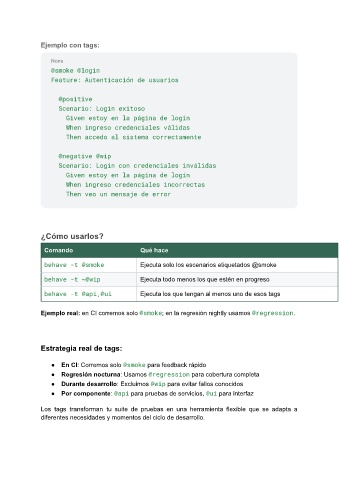 Ejemplo con tags:
None
@smoke @login
Feature: Autenticación de usuarios
@positive
Scenario: Login exitoso
Given estoy en la página de login
When ingreso credenciales válidas
Then accedo al sistema correctamente
@negative @wip
Scenario: Login con credenciales inválidas
Given estoy en la página de login
When ingreso credenciales incorrectas
Then veo un mensaje de error
¿Cómo usarlos?
Comando Qué hace
behave -t @smoke Ejecuta solo los escenarios etiquetados @smoke
behave -t ~@wip Ejecuta todo menos los que estén en progreso
behave -t @api,@ui Ejecuta los que tengan al menos uno de esos tags
Ejemplo real: en CI corremos solo @smoke; en la regresión nightly usamos @regression.
Estrategia real de tags:
● En CI: Corremos solo @smoke para feedback rápido
● Regresión nocturna: Usamos @regression para cobertura completa
● Durante desarrollo: Excluimos @wip para evitar fallos conocidos
● Por componente: @api para pruebas de servicios, @ui para interfaz
Los tags transforman tu suite de pruebas en una herramienta flexible que se adapta a
diferentes necesidades y momentos del ciclo de desarrollo.